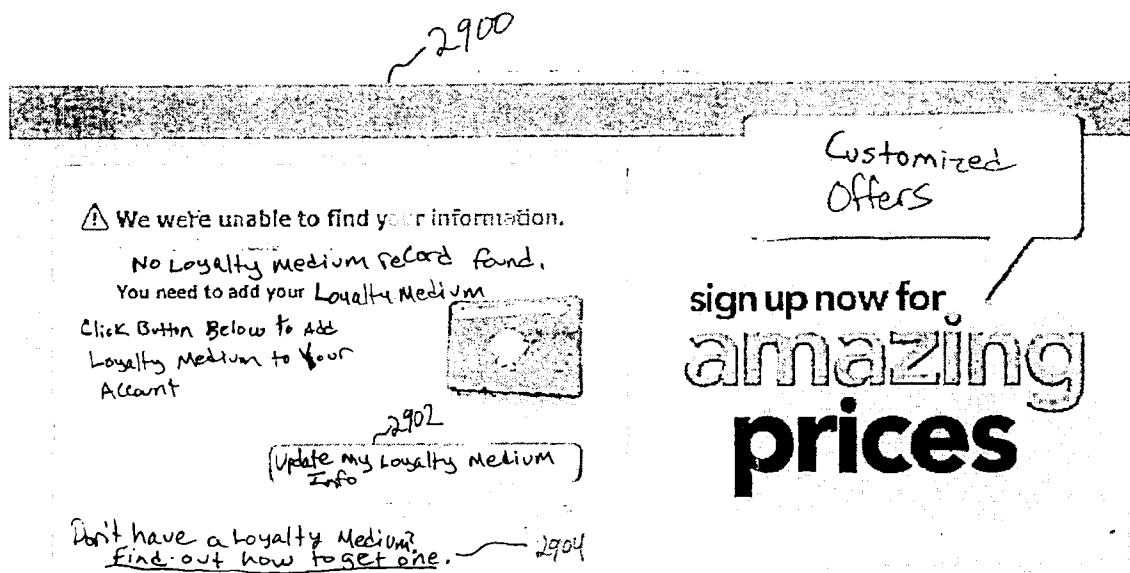 2900
⚠ We were unable to find your information.
No Loyalty Medium record found.
You need to add your Loyalty Medium
Click Button Below to Add
Loyalty Medium to Your
Account
2902
Update my Loyalty Medium
Info
Don't have a Loyalty Medium?
Find out how to get one.
2904
Customized
Offers
sign up now for
amazing
prices